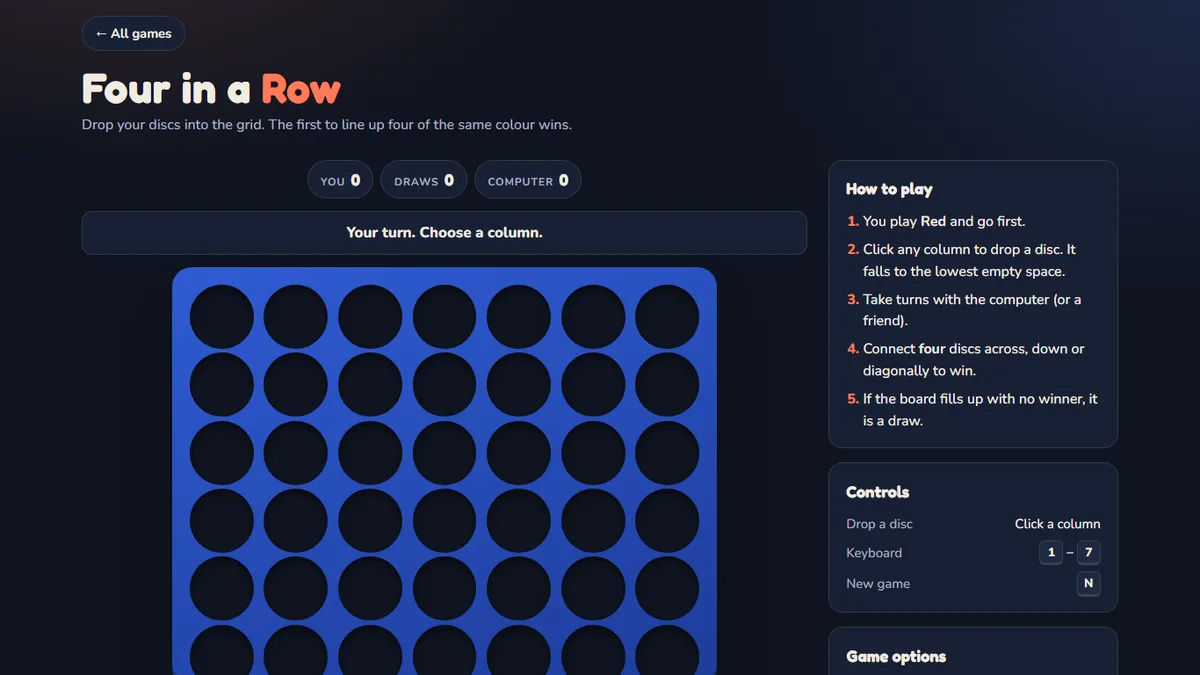 ← All games
Four in a Row
Drop your discs into the grid. The first to line up four of the same colour wins.
YOU 0
DRAWS 0
COMPUTER 0
Your turn. Choose a column.
How to play
1. You play Red and go first.
2. Click any column to drop a disc. It
falls to the lowest empty space.
3. Take turns with the computer (or a
friend).
4. Connect four discs across, down or
diagonally to win.
5. If the board fills up with no winner, it
is a draw.
Controls
Drop a disc Click a column
Keyboard 1 – 7
New game N
Game options